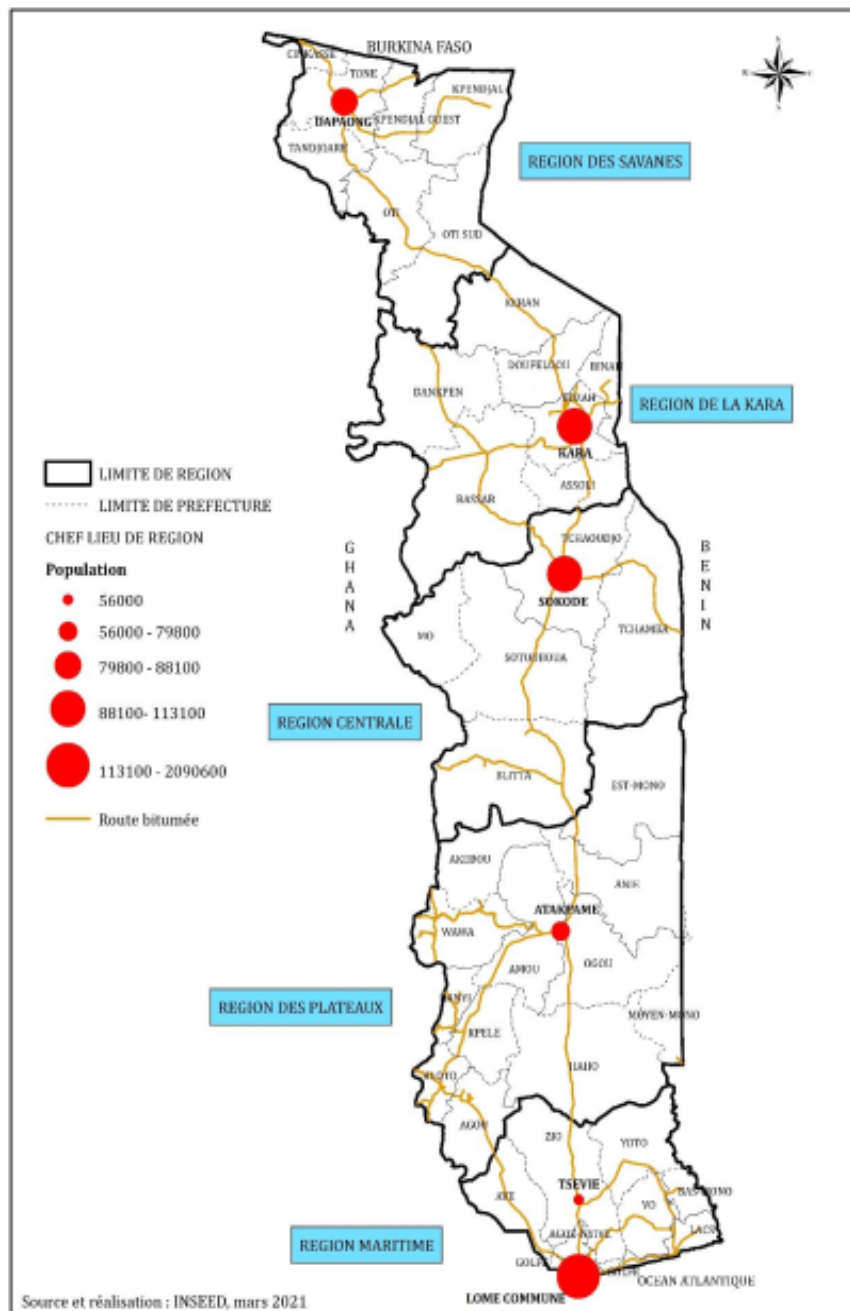 BURKINA FASO
CINKASSE
TONE
KPENDJAL
DAPAONG
KPENDJAL OUEST
TANDJOARE
REGION DES SAVANES
OTI
OTI SUD
KERAN
DOUFELGOU
BINAH
DANKPEN
REGION DE LA KARA
KARA
LIMITE DE REGION
ASSOLI
BASSAR
LIMITE DE PREFECTURE
TCHAOUDJO
CHEF LIEU DE REGION
GHANA
BENIN
Population
56000
SOKODE
56000 - 79800
MO
TCHAMBA
SOTOUBOUA
79800 - 88100
88100- 113100
REGION CENTRALE
113100 - 2090600
BLITTA
EST-MONO
Route bitumée
AKEBOU
ANIE
ATAKPAME
WAWA
OGOU
AMOU
REGION DES PLATEAUX
MOYEN-MONO
KPELE
HAHO
AGOU
ZIO
YOTO
TSEVIE
BAS-MONO
AVE
VO
LACS
REGION MARITIME
OCEAN ATLANTIQUE
LOME COMMUNE
Source et réalisation : INSEED, mars 2021